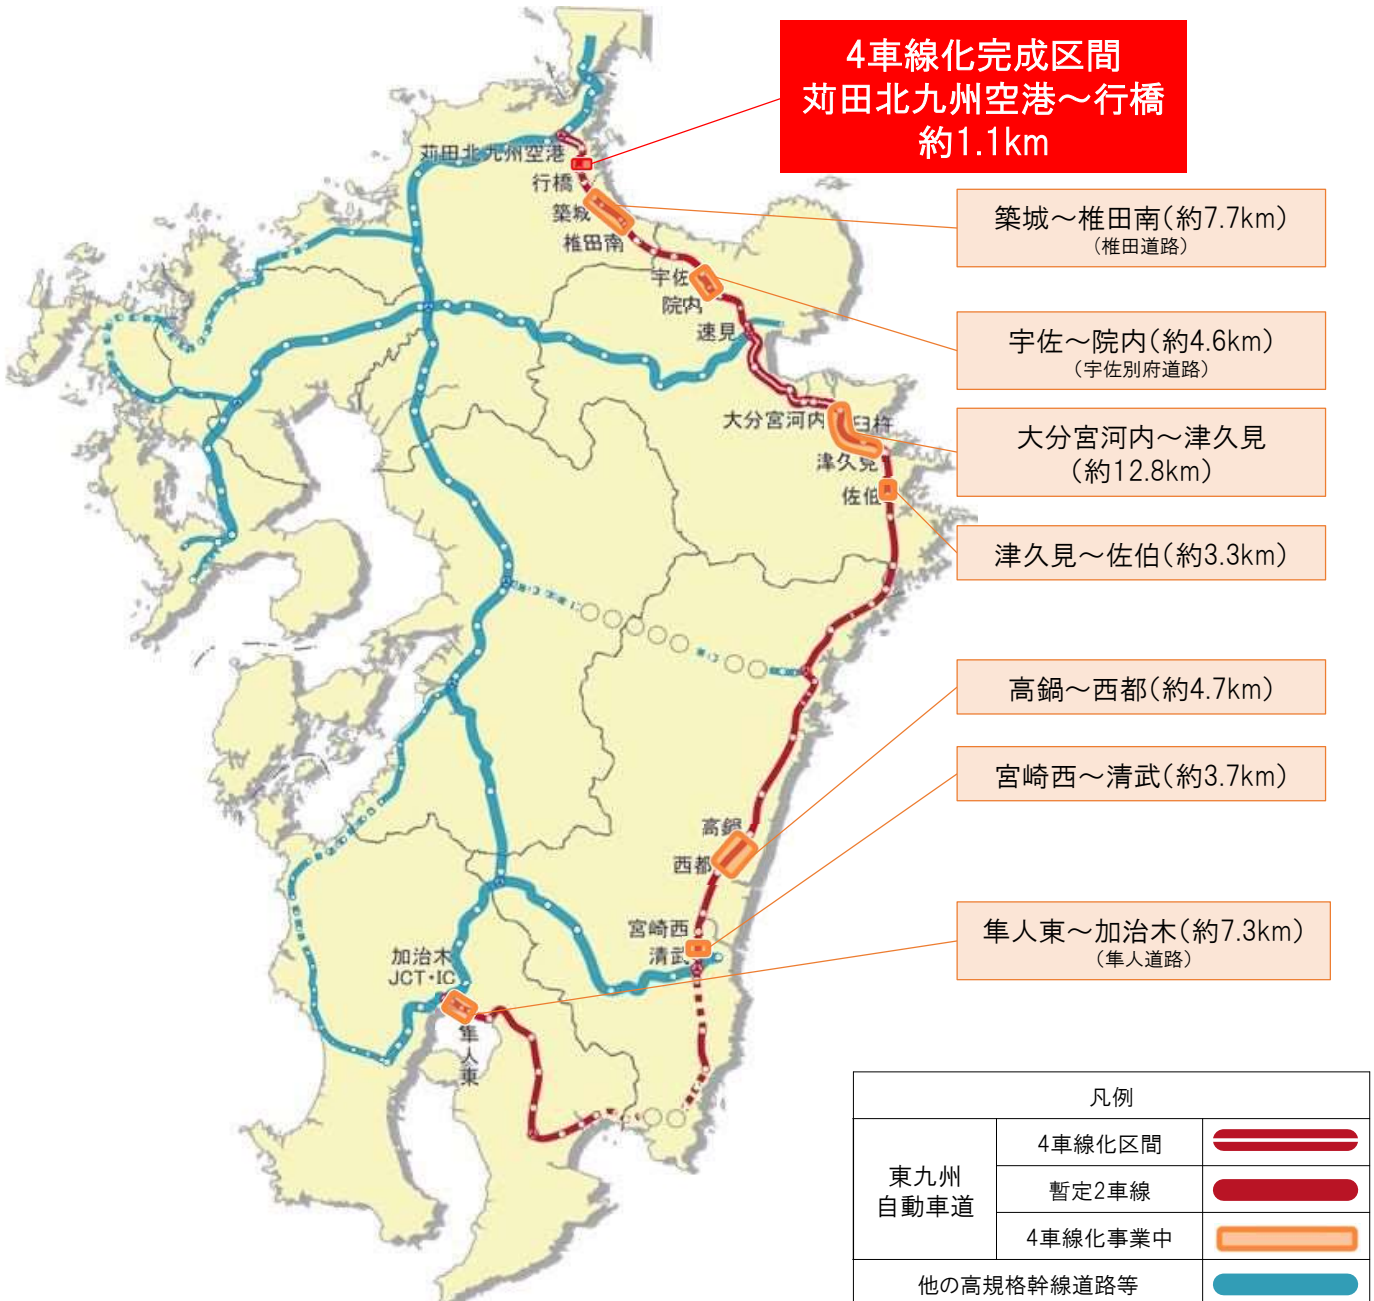 4車線化完成区間
苅田北九州空港～行橋
約1.1km
苅田北九州空港
行橋
築城
椎田南
宇佐
院内
速見
大分宮河内
臼杵
津久見
佐伯
高鍋
西都
宮崎西
清武
加治木
JCT・IC
隼人東
築城～椎田南(約7.7km)
(椎田道路)
宇佐～院内(約4.6km)
(宇佐別府道路)
大分宮河内～津久見
(約12.8km)
津久見～佐伯(約3.3km)
高鍋～西都(約4.7km)
宮崎西～清武(約3.7km)
隼人東～加治木(約7.3km)
(隼人道路)
凡例
東九州
自動車道
4車線化区間
暫定2車線
4車線化事業中
他の高規格幹線道路等